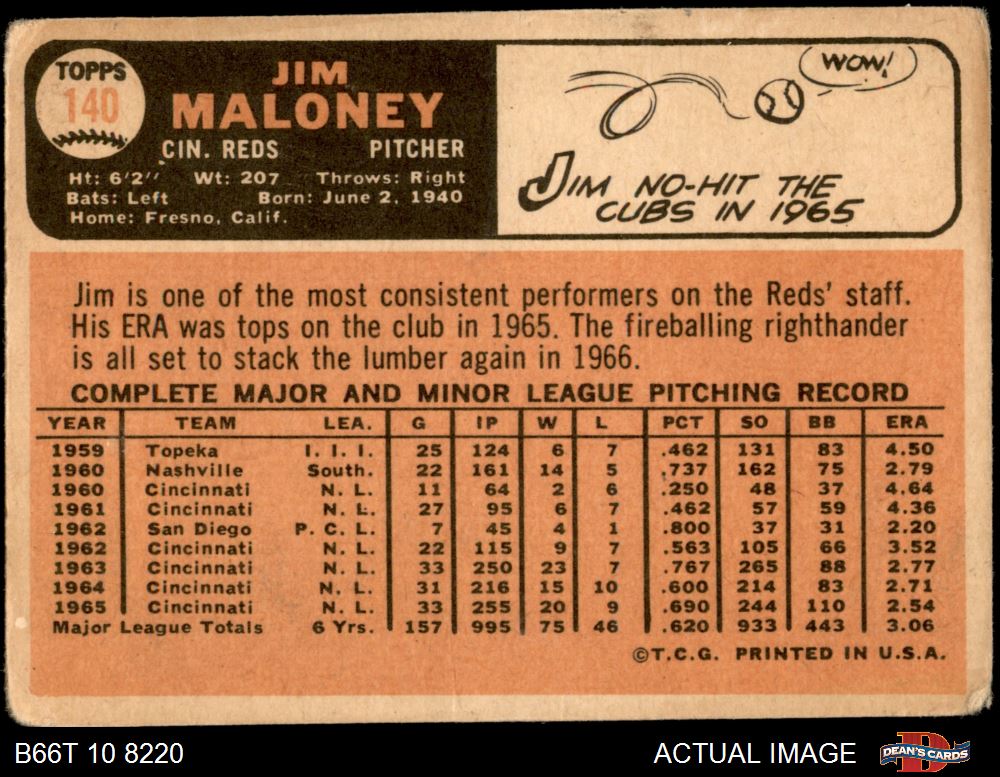 TOPPS
140
JIM
MALONEY
CIN. REDS PITCHER
Ht: 6'2" Wt: 207 Throws: Right
Bats: Left Born: June 2, 1940
Home: Fresno, Calif.
WOW!
JIM NO-HIT THE
CUBS IN 1965
Jim is one of the most consistent performers on the Reds' staff.
His ERA was tops on the club in 1965. The fireballing righthander
is all set to stack the lumber again in 1966.
COMPLETE MAJOR AND MINOR LEAGUE PITCHING RECORD
YEAR TEAM LEA. G IP W L PCT SO BB ERA
1959 Topeka I. I. I. 25 124 6 7 .462 131 83 4.50
1960 Nashville South. 22 161 14 5 .737 162 75 2.79
1960 Cincinnati N. L. 11 64 2 6 .250 48 37 4.64
1961 Cincinnati N. L. 27 95 6 7 .462 57 59 4.36
1962 San Diego P. C. L. 7 45 4 1 .800 37 31 2.20
1962 Cincinnati N. L. 22 115 9 7 .563 105 66 3.52
1963 Cincinnati N. L. 33 250 23 7 .767 265 88 2.77
1964 Cincinnati N. L. 31 216 15 10 .600 214 83 2.71
1965 Cincinnati N. L. 33 255 20 9 .690 244 110 2.54
Major League Totals 6 Yrs. 157 995 75 46 .620 933 443 3.06
©T.C.G. PRINTED IN U.S.A.
B66T 10 8220 ACTUAL IMAGE
D
DEAN'S CARDS